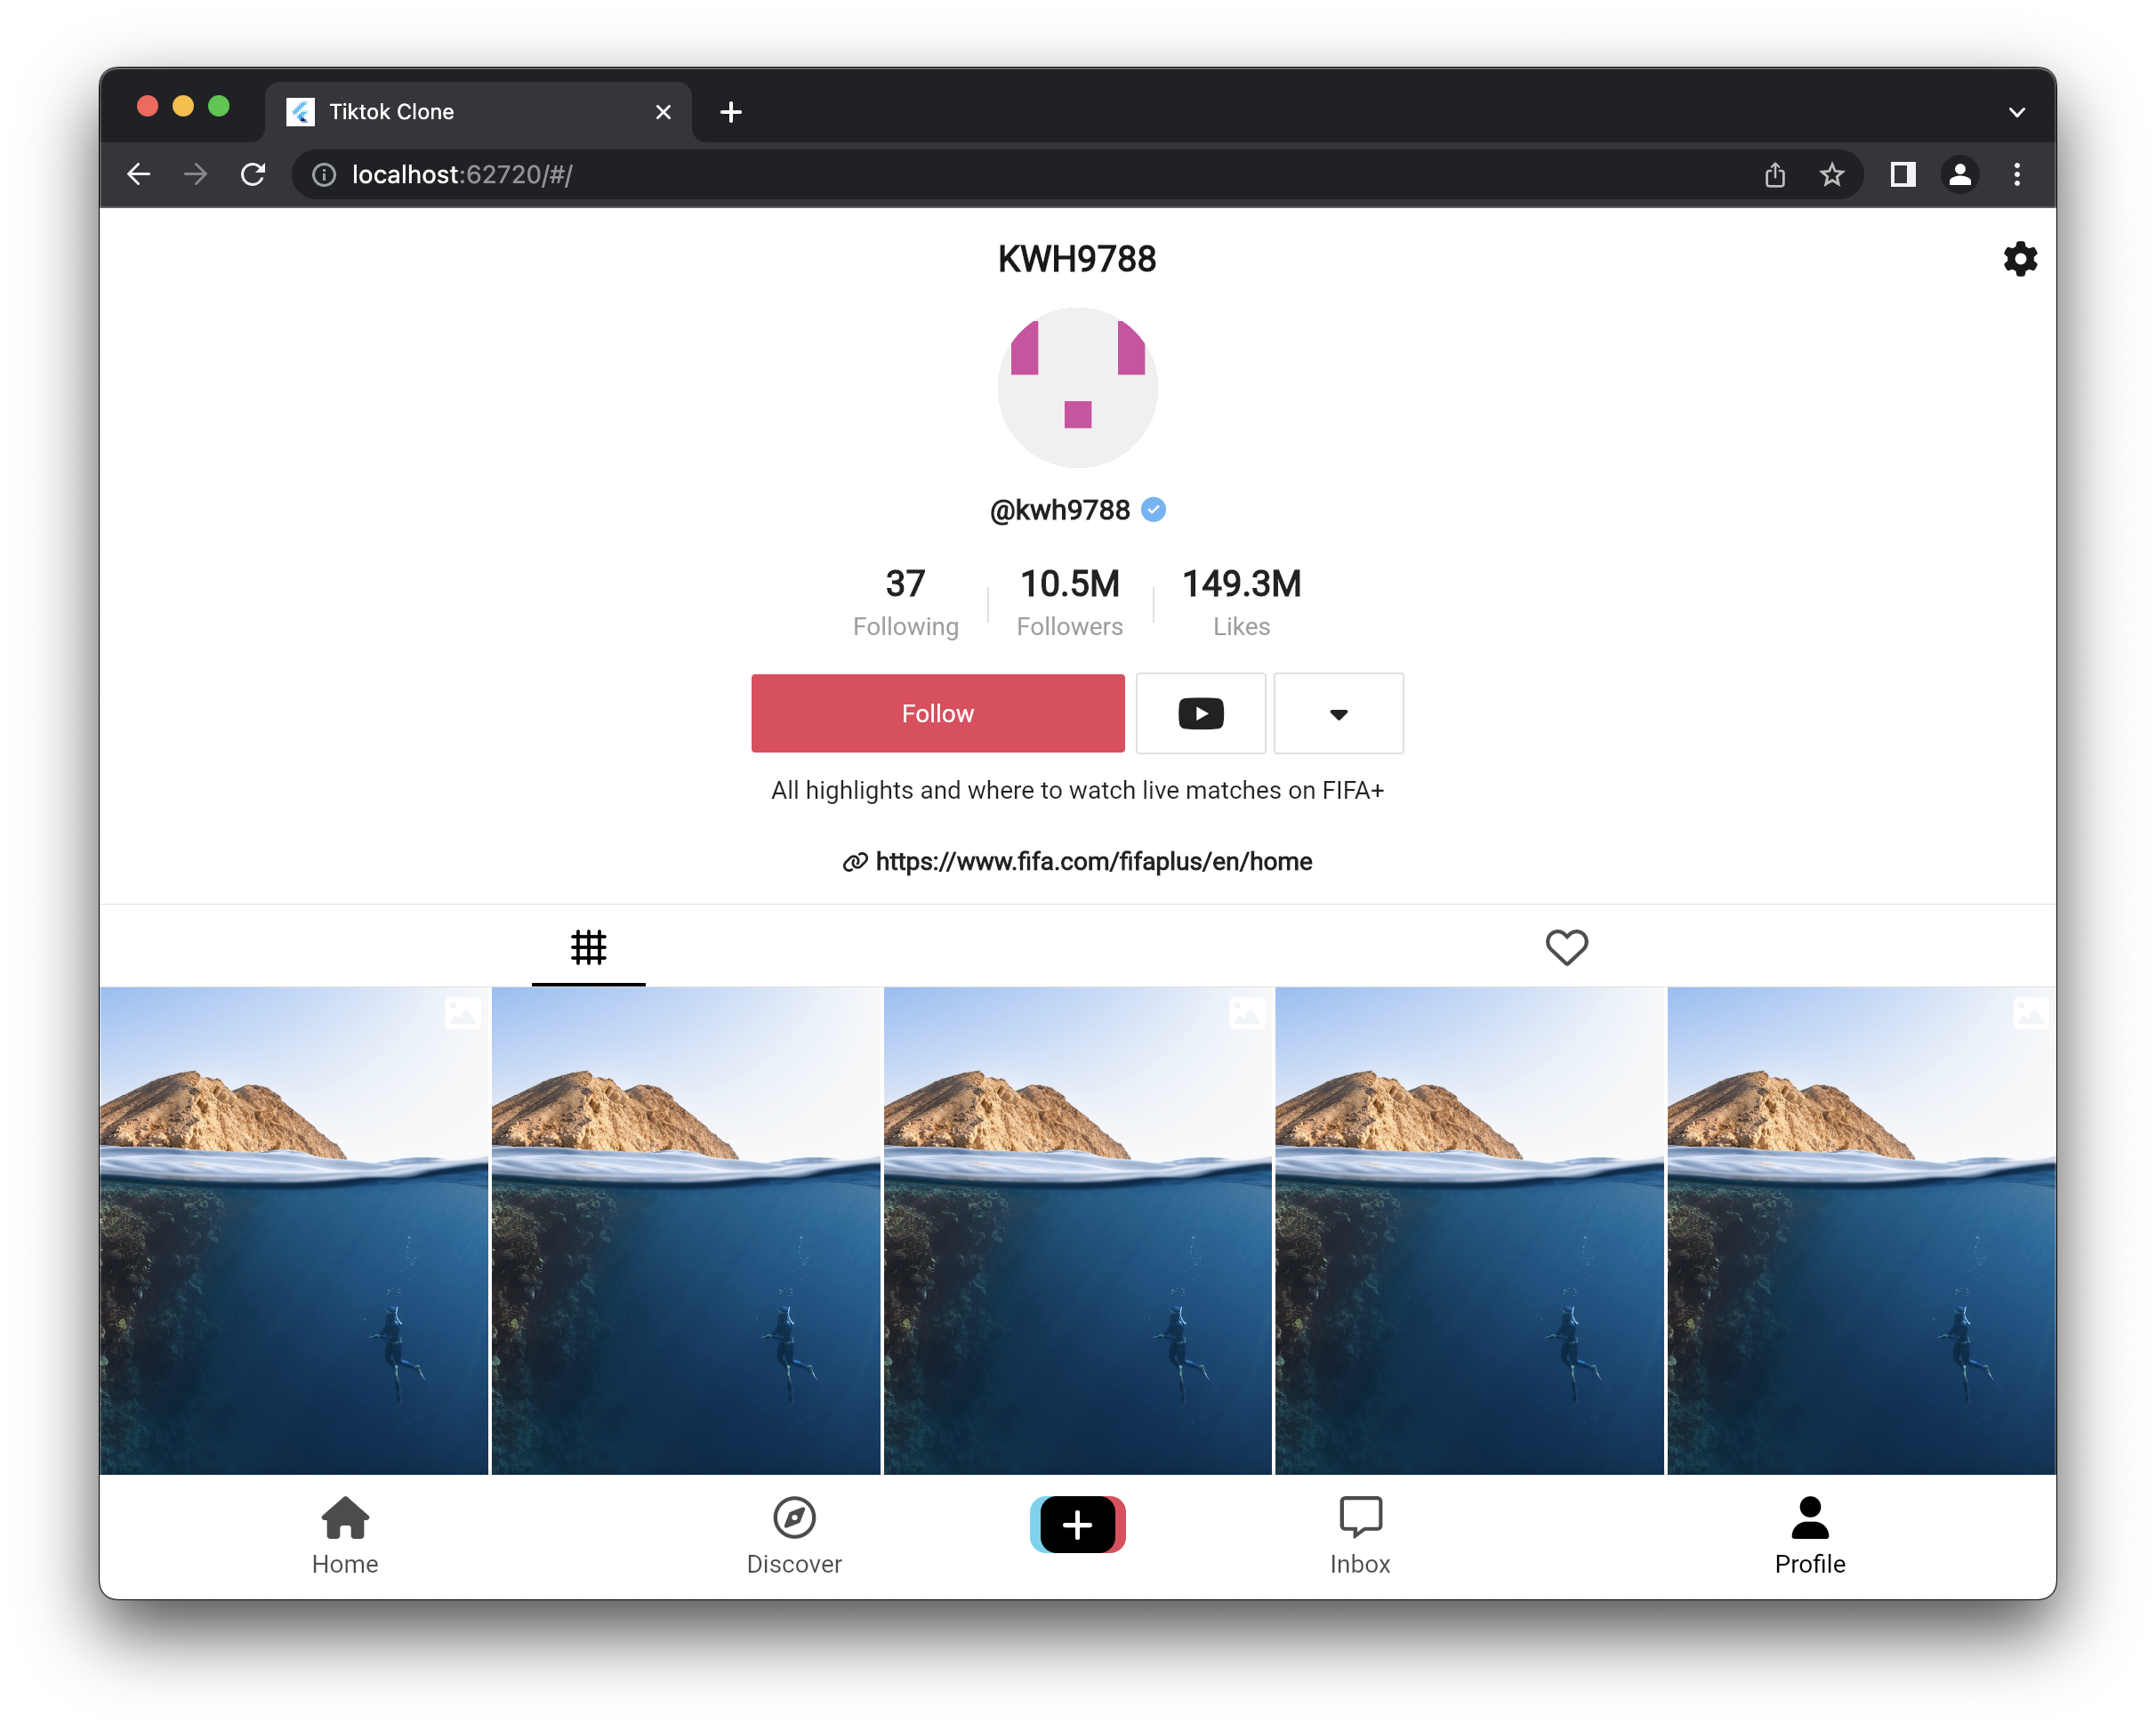 Tiktok Clone
localhost:62720/#/
KWH9788
@kwh9788
37 10.5M 149.3M
Following Followers Likes
Follow
All highlights and where to watch live matches on FIFA+
https://www.fifa.com/fifaplus/en/home
Home Discover Inbox Profile